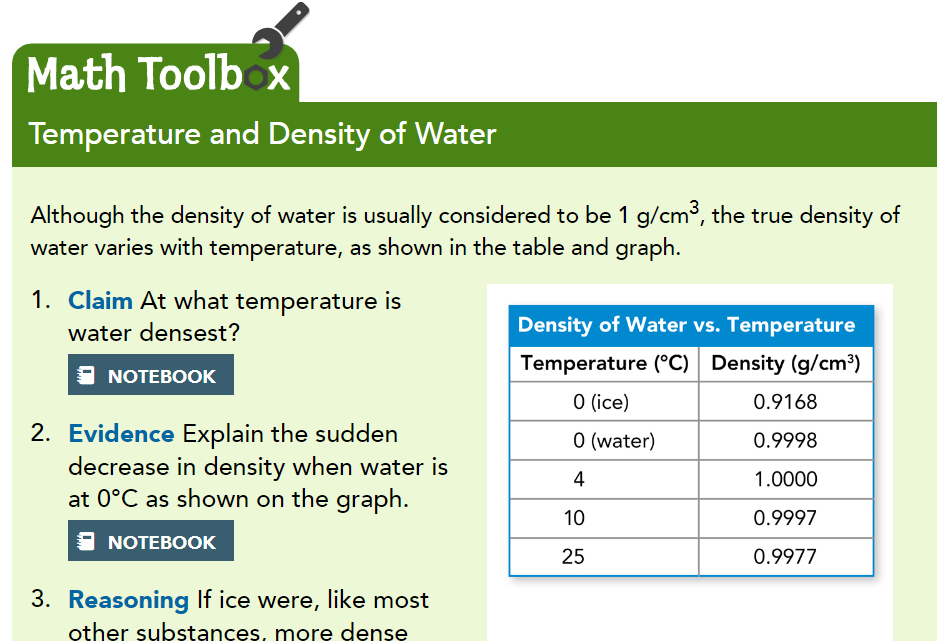 Math Toolbox
Temperature and Density of Water
Although the density of water is usually considered to be 1 g/cm³, the true density of
water varies with temperature, as shown in the table and graph.
1. Claim At what temperature is
water densest?
NOTEBOOK
2. Evidence Explain the sudden
decrease in density when water is
at 0°C as shown on the graph.
NOTEBOOK
3. Reasoning If ice were, like most
other substances, more dense
Density of Water vs. Temperature
Temperature (°C) Density (g/cm³)
0 (ice) 0.9168
0 (water) 0.9998
4 1.0000
10 0.9997
25 0.9977